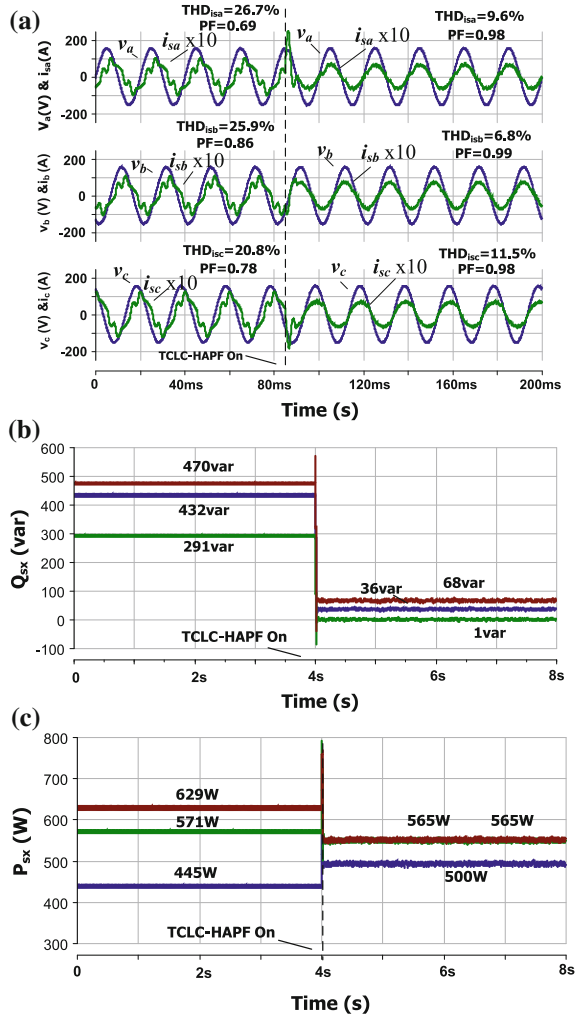 (a)
THDisa=26.7%
PF=0.69
THDisa=9.6%
PF=0.98
va
isa x10
va
isa x10
va(V) & isa(A)
200
0
-200
THDisb=25.9%
PF=0.86
THDisb=6.8%
PF=0.99
vb
isb x10
vb
isb x10
vb (V) &ib (A)
200
0
-200
THDisc=20.8%
PF=0.78
THDisc=11.5%
PF=0.98
vc
isc x10
vc
isc x10
vc (V) &ic (A)
200
0
-200
TCLC-HAPF On
0 40ms 80ms 120ms 160ms 200ms
Time (s)
(b)
Qsx (var)
600
500
400
300
200
100
0
-100
470var
432var
291var
36var
68var
1var
TCLC-HAPF On
0 2s 4s 6s 8s
Time (s)
(c)
Psx (W)
800
700
600
500
400
300
629W
571W
445W
565W 565W
500W
TCLC-HAPF On
0 2s 4s 6s 8s
Time (s)